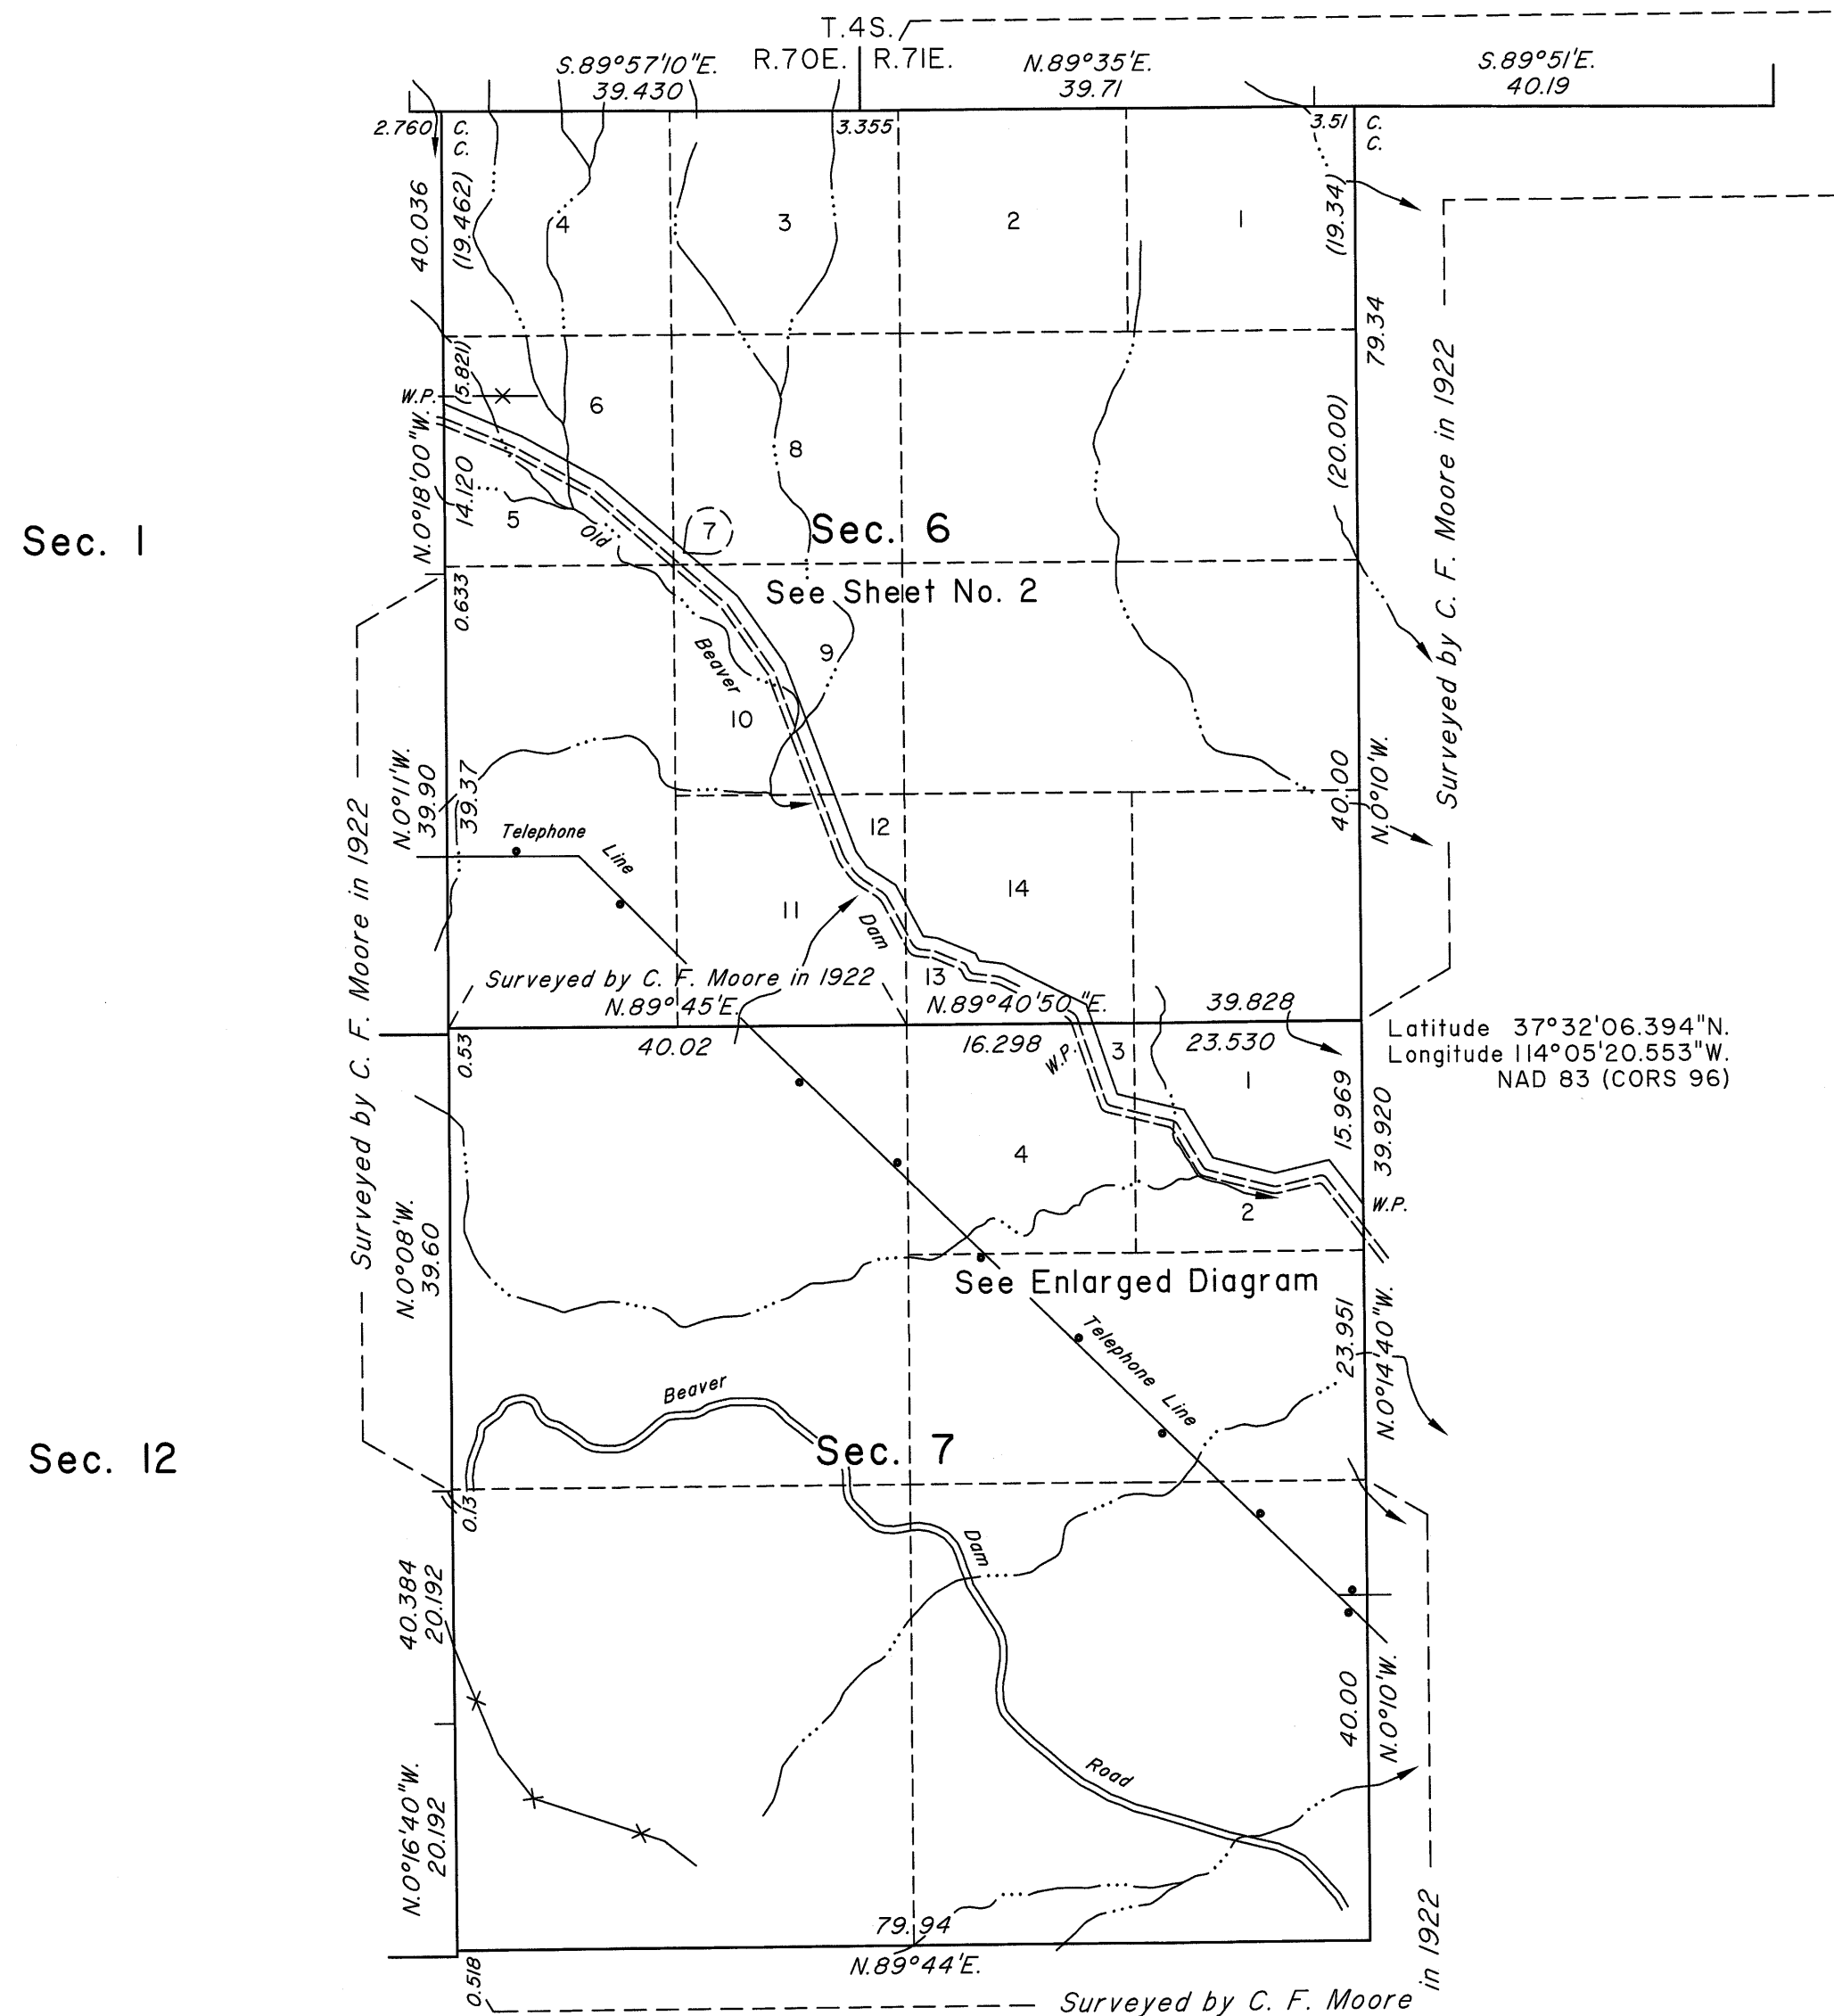 T.4S.
R.70E. R.71E.
S.89°57'10"E.
39.430
N.89°35'E.
39.71
S.89°51'E.
40.19
2.760
C.
C.
3.355
3.51
C.
C.
40.036
(19.462)
4
3
2
1
(19.34)
79.34
(5.821)
W.P.
6
8
(20.00)
N.0°18'00"W.
14.120
5
Old
7
Sec. 6
Sec. 1
See Sheet No. 2
0.633
Beaver
9
10
Surveyed by C. F. Moore in 1922
N.0°11'W.
39.90
39.37
40.00
N.0°10'W.
Telephone
Line
12
14
11
Dam
13
Surveyed by C. F. Moore in 1922
Surveyed by C. F. Moore in 1922
N.89°45'E.
N.89°40'50"E.
39.828
0.53
40.02
16.298
W.P.
3
23.530
1
Latitude 37°32'06.394"N.
Longitude 114°05'20.553"W.
NAD 83 (CORS 96)
15.969
39.920
4
2
W.P.
N.0°08'W.
39.60
See Enlarged Diagram
Telephone Line
23.951
N.0°14'40"W.
Beaver
Sec. 7
Sec. 12
0.13
Dam
40.384
20.192
40.00
N.0°10'W.
Road
N.0°16'40"W.
20.192
79.94
N.89°44'E.
0.518
Surveyed by C. F. Moore
in 1922